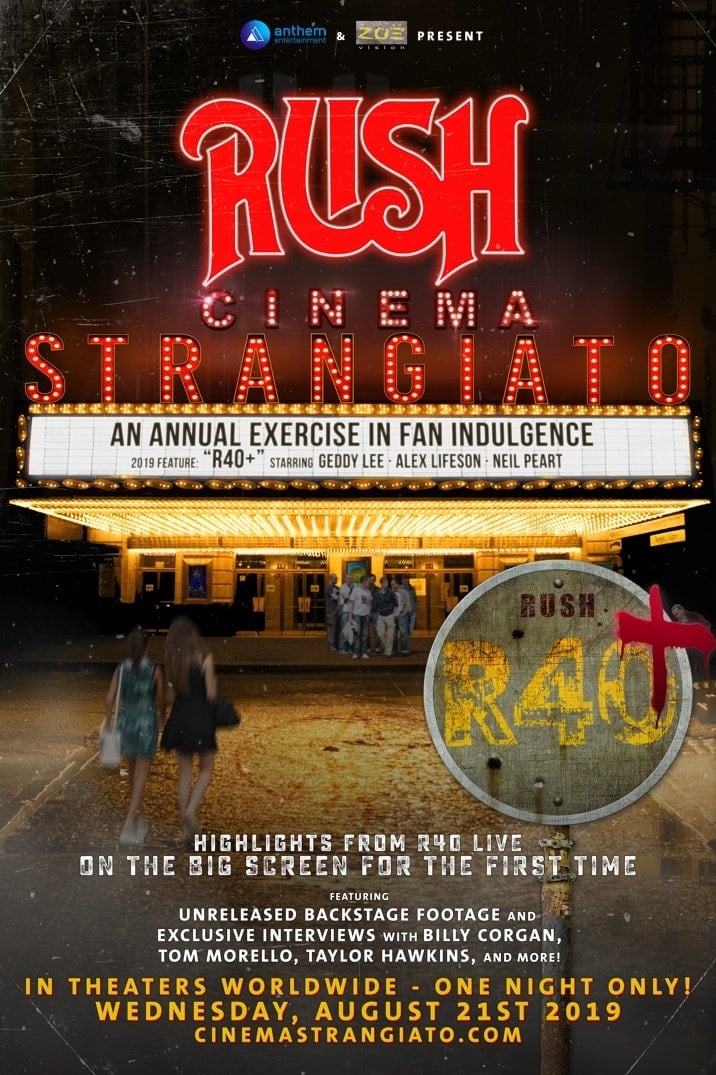 anthem entertainment & ZOË vision PRESENT
RUSH
CINEMA
STRANGIATO
AN ANNUAL EXERCISE IN FAN INDULGENCE
2019 FEATURE: "R40+" STARRING GEDDY LEE · ALEX LIFESON · NEIL PEART
RUSH
R40+
HIGHLIGHTS FROM R40 LIVE
ON THE BIG SCREEN FOR THE FIRST TIME
FEATURING
UNRELEASED BACKSTAGE FOOTAGE AND
EXCLUSIVE INTERVIEWS WITH BILLY CORGAN,
TOM MORELLO, TAYLOR HAWKINS, AND MORE!
IN THEATERS WORLDWIDE - ONE NIGHT ONLY!
WEDNESDAY, AUGUST 21ST 2019
CINEMASTRANGIATO.COM